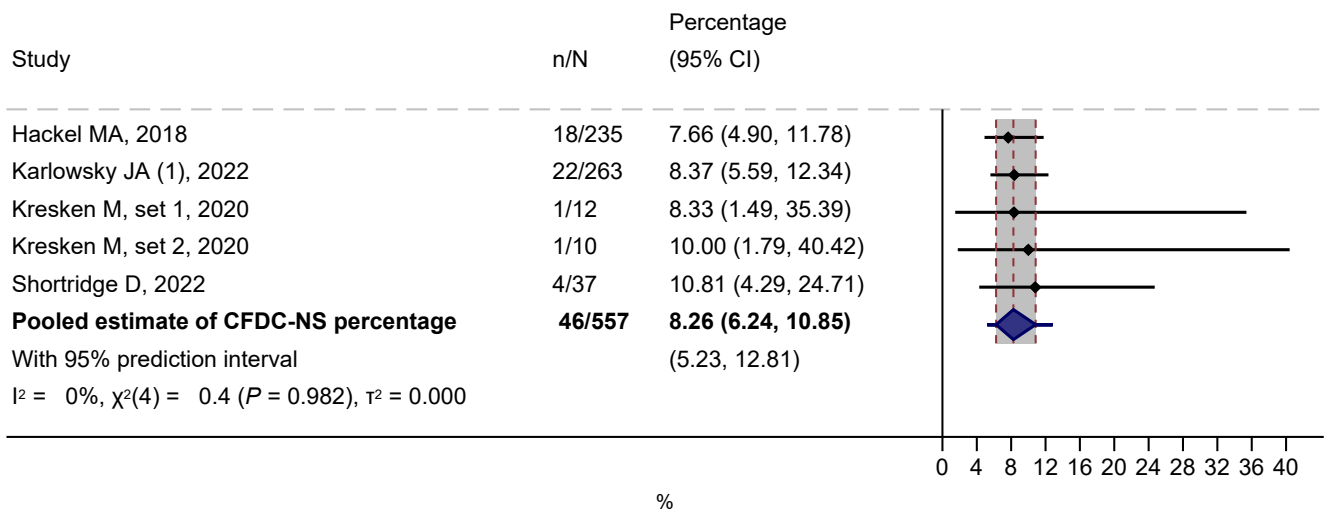 Percentage
Study n/N (95% CI)
Hackel MA, 2018 18/235 7.66 (4.90, 11.78)
Karlowsky JA (1), 2022 22/263 8.37 (5.59, 12.34)
Kresken M, set 1, 2020 1/12 8.33 (1.49, 35.39)
Kresken M, set 2, 2020 1/10 10.00 (1.79, 40.42)
Shortridge D, 2022 4/37 10.81 (4.29, 24.71)
Pooled estimate of CFDC-NS percentage 46/557 8.26 (6.24, 10.85)
With 95% prediction interval (5.23, 12.81)
I² = 0%, χ²(4) = 0.4 (P = 0.982), τ² = 0.000
0 4 8 12 16 20 24 28 32 36 40
%